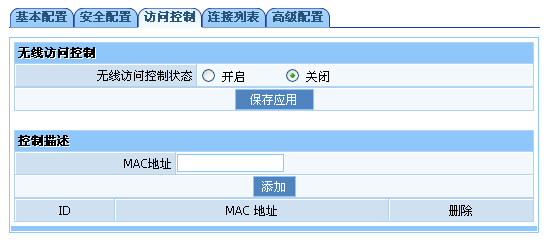 基本配置 安全配置 访问控制 连接列表 高级配置
无线访问控制
无线访问控制状态 开启 关闭
保存应用
控制描述
MAC地址
添加
ID MAC 地址 删除